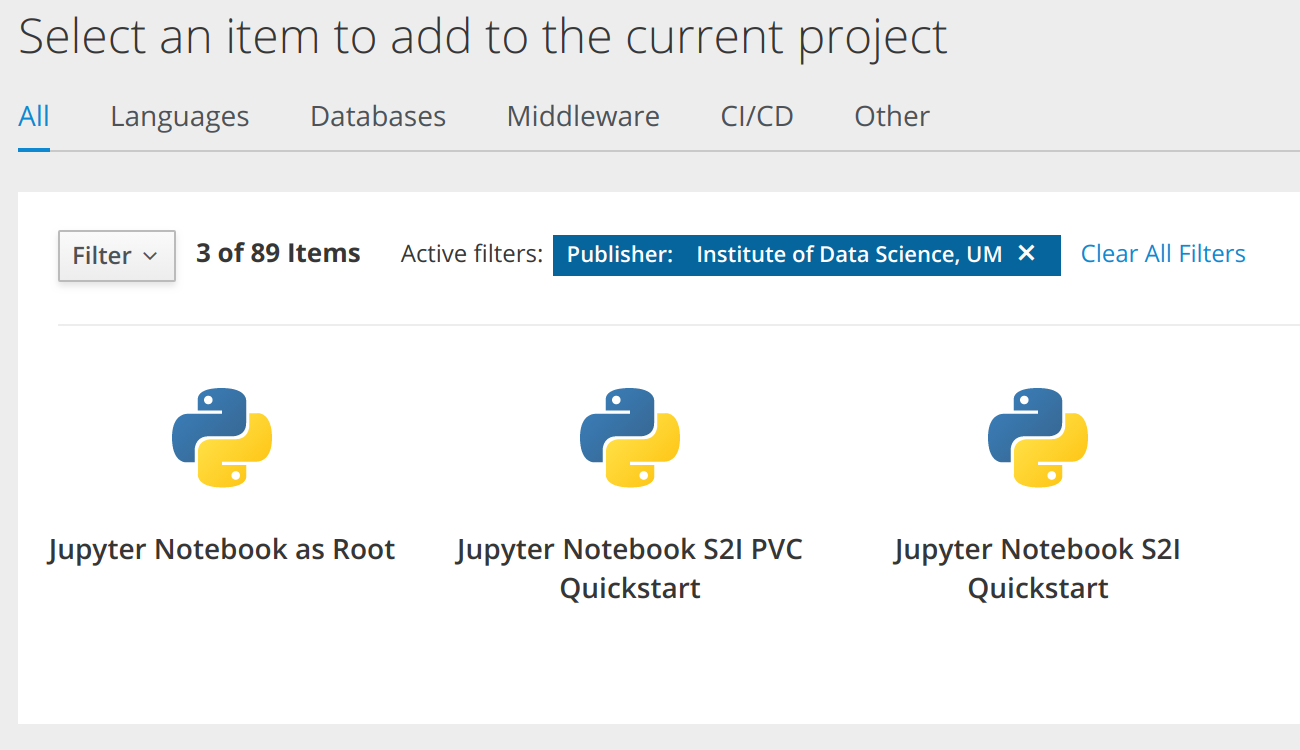 Select an item to add to the current project
All Languages Databases Middleware CI/CD Other
Filter 3 of 89 Items Active filters: Publisher: Institute of Data Science, UM ✕ Clear All Filters
Jupyter Notebook as Root
Jupyter Notebook S2I PVC
Quickstart
Jupyter Notebook S2I
Quickstart